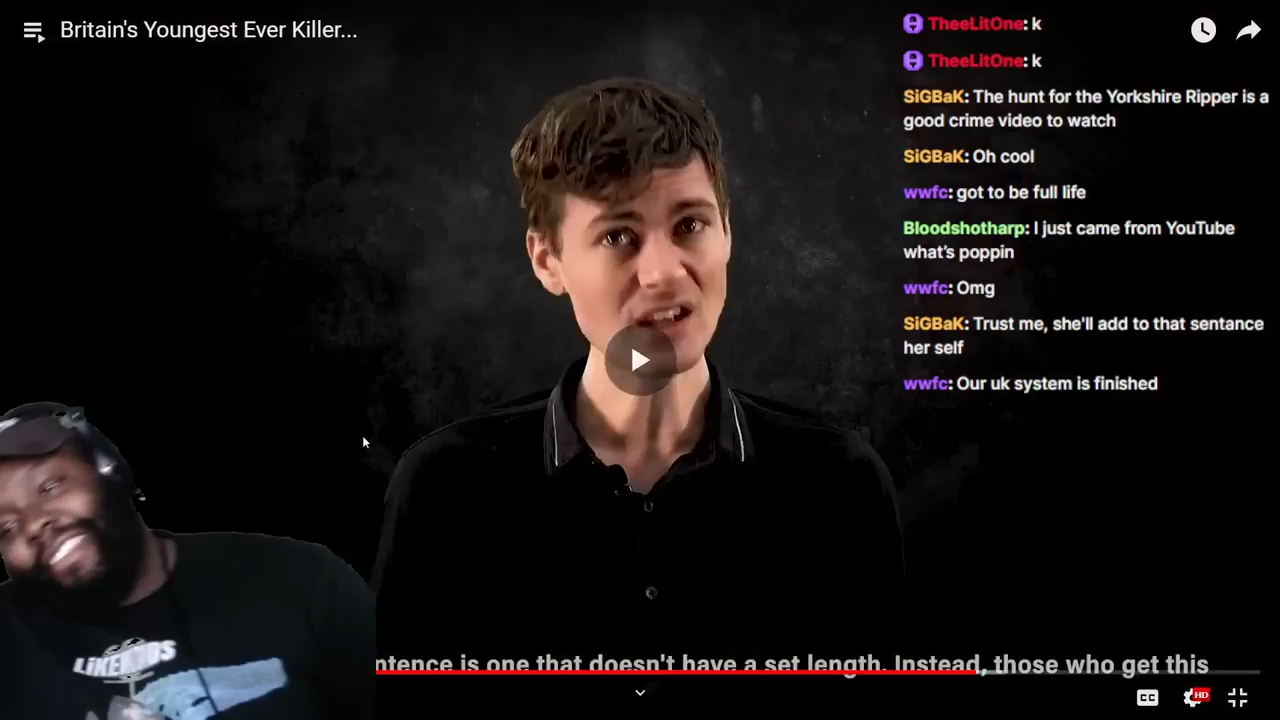 Britain's Youngest Ever Killer...
TheeLitOne: k
TheeLitOne: k
SiGBaK: The hunt for the Yorkshire Ripper is a
good crime video to watch
SiGBaK: Oh cool
wwfc: got to be full life
Bloodshotharp: I just came from YouTube
what's poppin
wwfc: Omg
SiGBaK: Trust me, she'll add to that sentence
her self
wwfc: Our uk system is finished
ntence is one that doesn't have a set length. Instead, those who get this
CC
HD